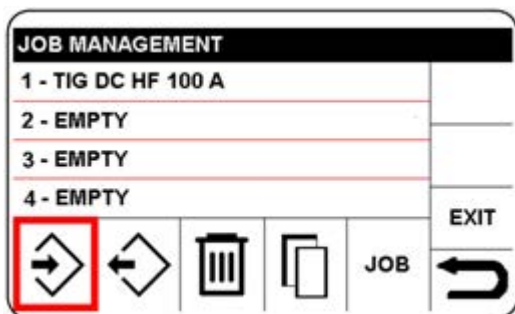 JOB MANAGEMENT
1 - TIG DC HF 100 A
2 - EMPTY
3 - EMPTY
4 - EMPTY
EXIT
JOB